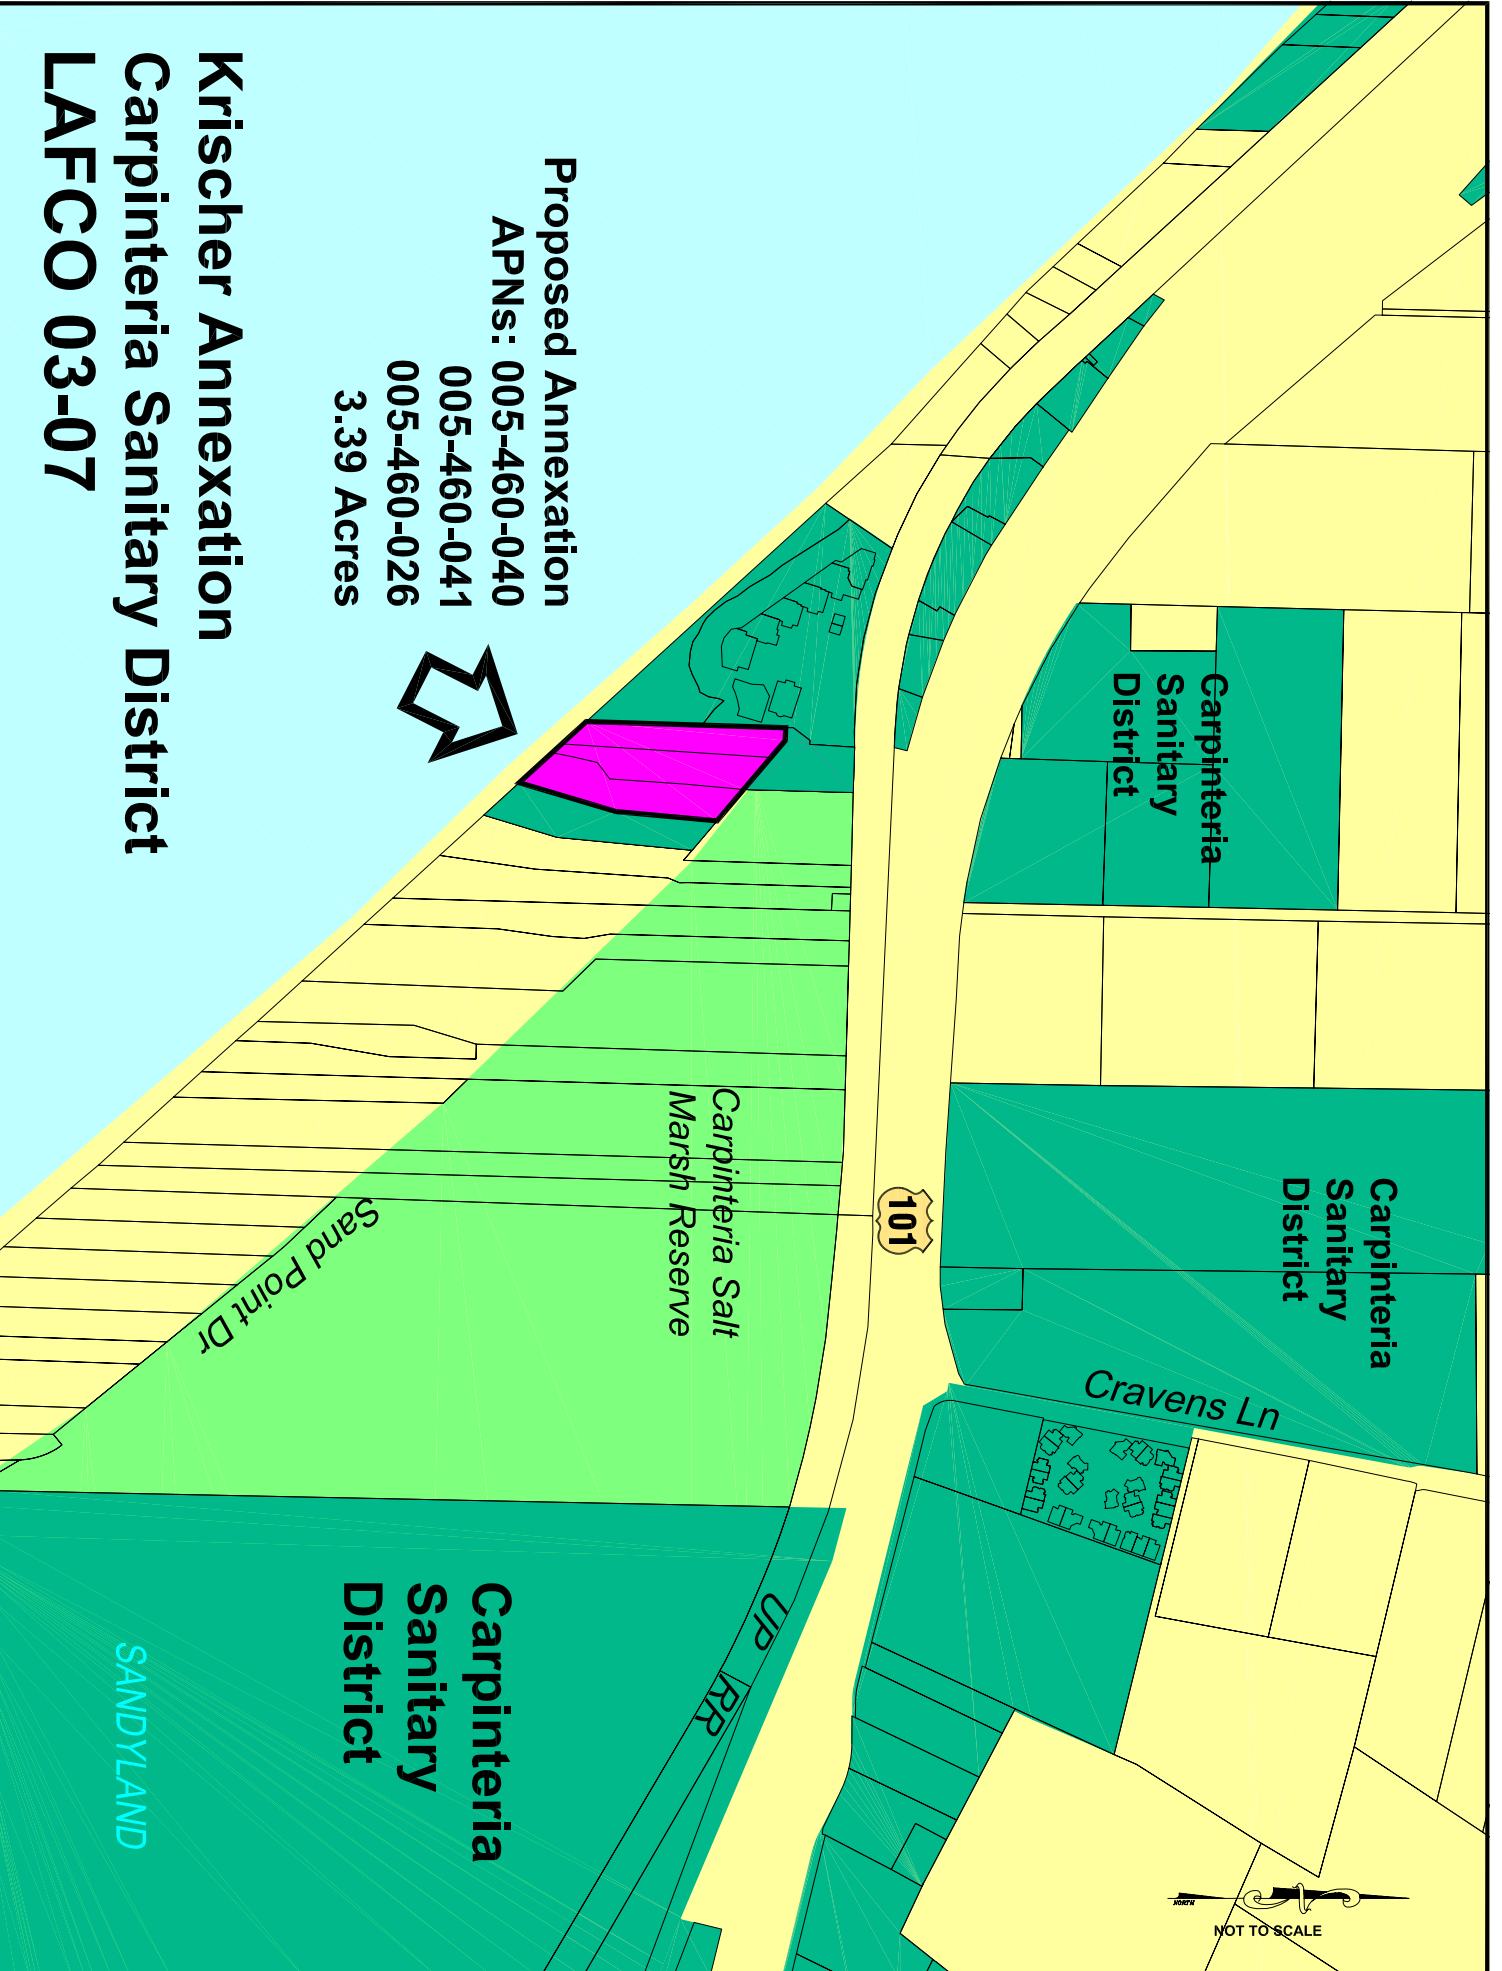 Krischer Annexation
Carpinteria Sanitary District
LAFCO 03-07
Proposed Annexation
APNs: 005-460-040
005-460-041
005-460-026
3.39 Acres
Carpinteria
Sanitary
District
Carpinteria
Sanitary
District
Cravens Ln
101
Carpinteria Salt
Marsh Reserve
Sand Point Dr
UP RR
Carpinteria
Sanitary
District
SANDYLAND
NORTH
NOT TO SCALE